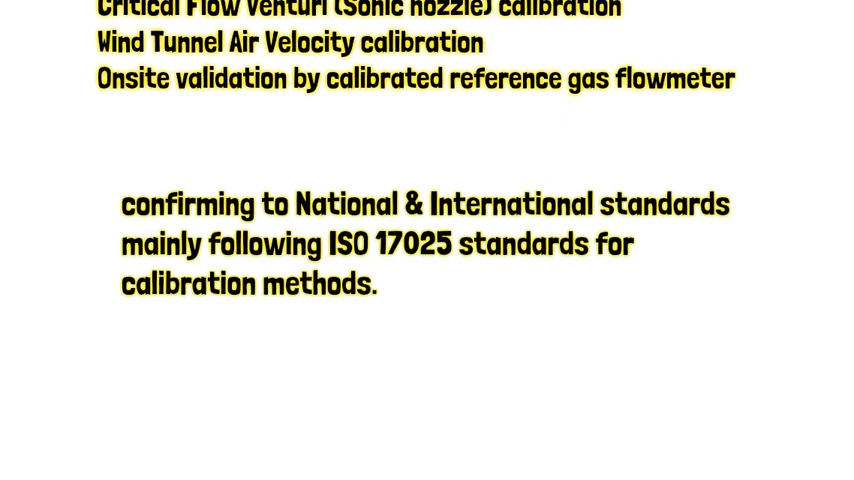 Critical Flow Venturi (Sonic nozzle) calibration
Wind Tunnel Air Velocity calibration
Onsite validation by calibrated reference gas flowmeter
confirming to National & International standards
mainly following ISO 17025 standards for
calibration methods.